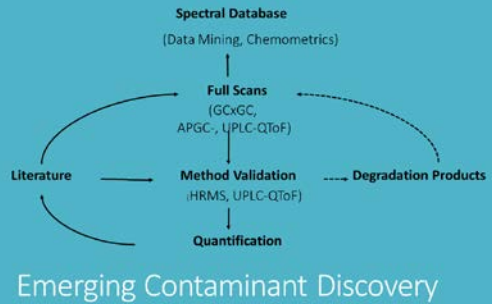 Spectral Database
(Data Mining, Chemometrics)
Full Scans
(GCxGC,
APGC-, UPLC-QToF)
Literature
Method Validation
Degradation Products
(HRMS, UPLC-QToF)
Quantification
Emerging Contaminant Discovery